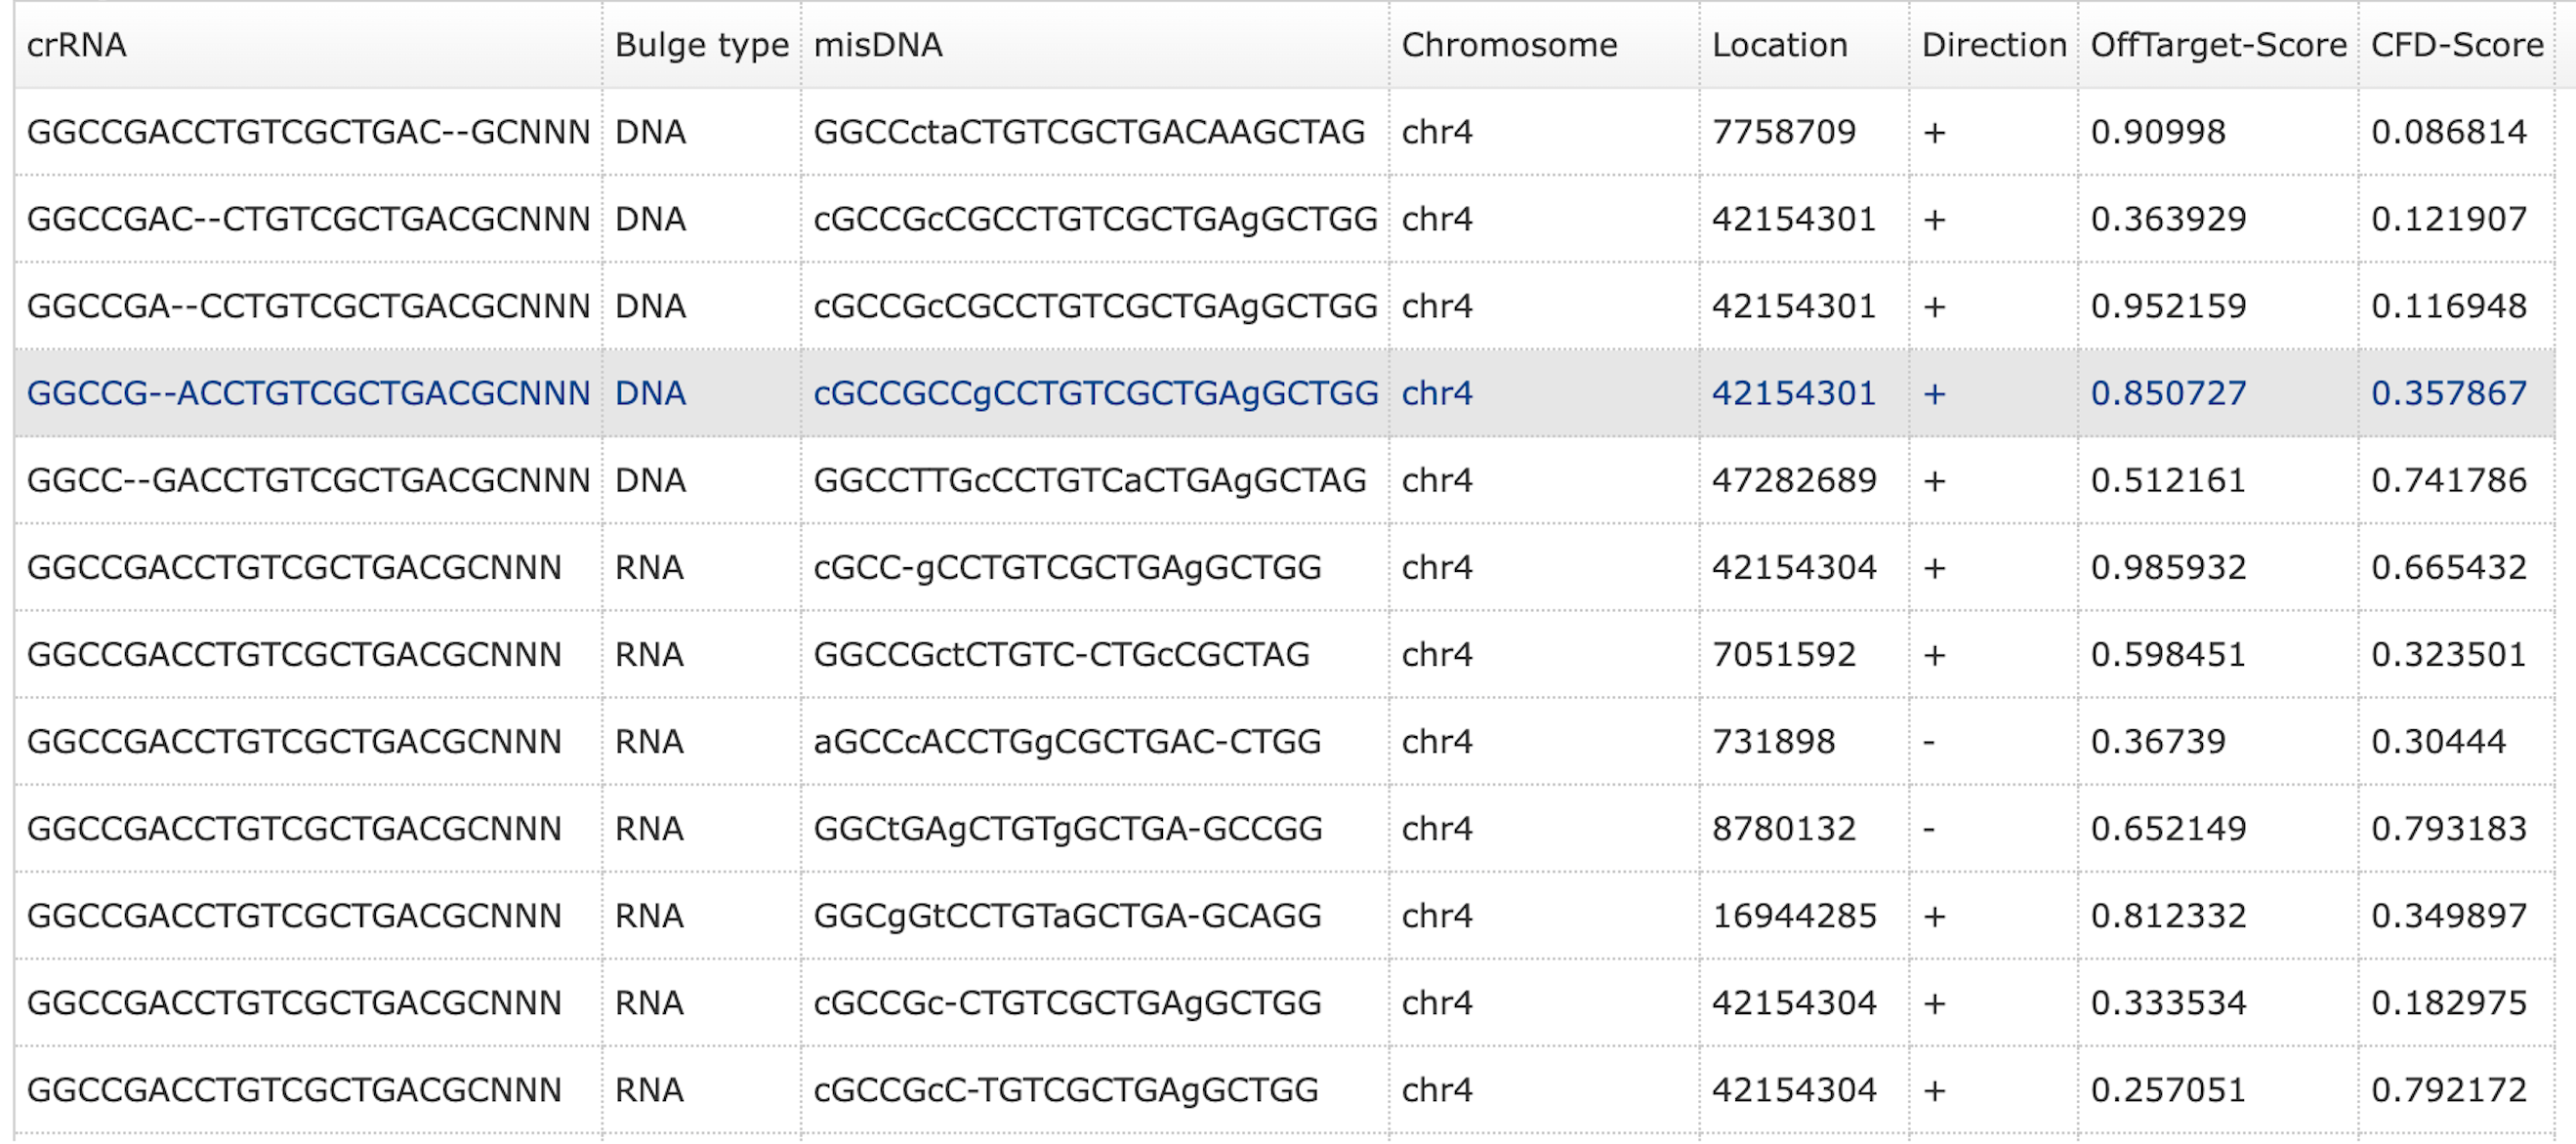 crRNA Bulge type misDNA Chromosome Location Direction OffTarget-Score CFD-Score
GGCCGACCTGTCGCTGAC--GCNNN DNA GGCCctaCTGTCGCTGACAAGCTAG chr4 7758709 + 0.90998 0.086814
GGCCGAC--CTGTCGCTGACGCNNN DNA cGCCGcCGCCTGTCGCTGAgGCTGG chr4 42154301 + 0.363929 0.121907
GGCCGA--CCTGTCGCTGACGCNNN DNA cGCCGcCGCCTGTCGCTGAgGCTGG chr4 42154301 + 0.952159 0.116948
GGCCG--ACCTGTCGCTGACGCNNN DNA cGCCGCCgCCTGTCGCTGAgGCTGG chr4 42154301 + 0.850727 0.357867
GGCC--GACCTGTCGCTGACGCNNN DNA GGCCTTGcCCTGTCaCTGAgGCTAG chr4 47282689 + 0.512161 0.741786
GGCCGACCTGTCGCTGACGCNNN RNA cGCC-gCCTGTCGCTGAgGCTGG chr4 42154304 + 0.985932 0.665432
GGCCGACCTGTCGCTGACGCNNN RNA GGCCGctCTGTC-CTGcCGCTAG chr4 7051592 + 0.598451 0.323501
GGCCGACCTGTCGCTGACGCNNN RNA aGCCcACCTGgCGCTGAC-CTGG chr4 731898 - 0.36739 0.30444
GGCCGACCTGTCGCTGACGCNNN RNA GGCtGAgCTGTgGCTGA-GCCGG chr4 8780132 - 0.652149 0.793183
GGCCGACCTGTCGCTGACGCNNN RNA GGCgGtCCTGTaGCTGA-GCAGG chr4 16944285 + 0.812332 0.349897
GGCCGACCTGTCGCTGACGCNNN RNA cGCCGc-CTGTCGCTGAgGCTGG chr4 42154304 + 0.333534 0.182975
GGCCGACCTGTCGCTGACGCNNN RNA cGCCGcC-TGTCGCTGAgGCTGG chr4 42154304 + 0.257051 0.792172